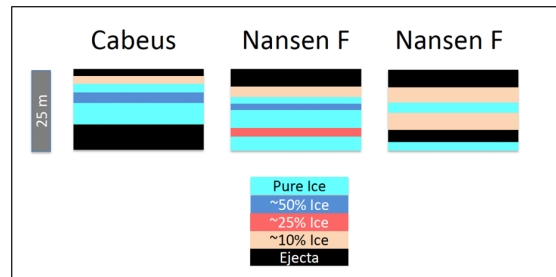 Cabeus Nansen F Nansen F
25 m
Pure Ice
~50% Ice
~25% Ice
~10% Ice
Ejecta